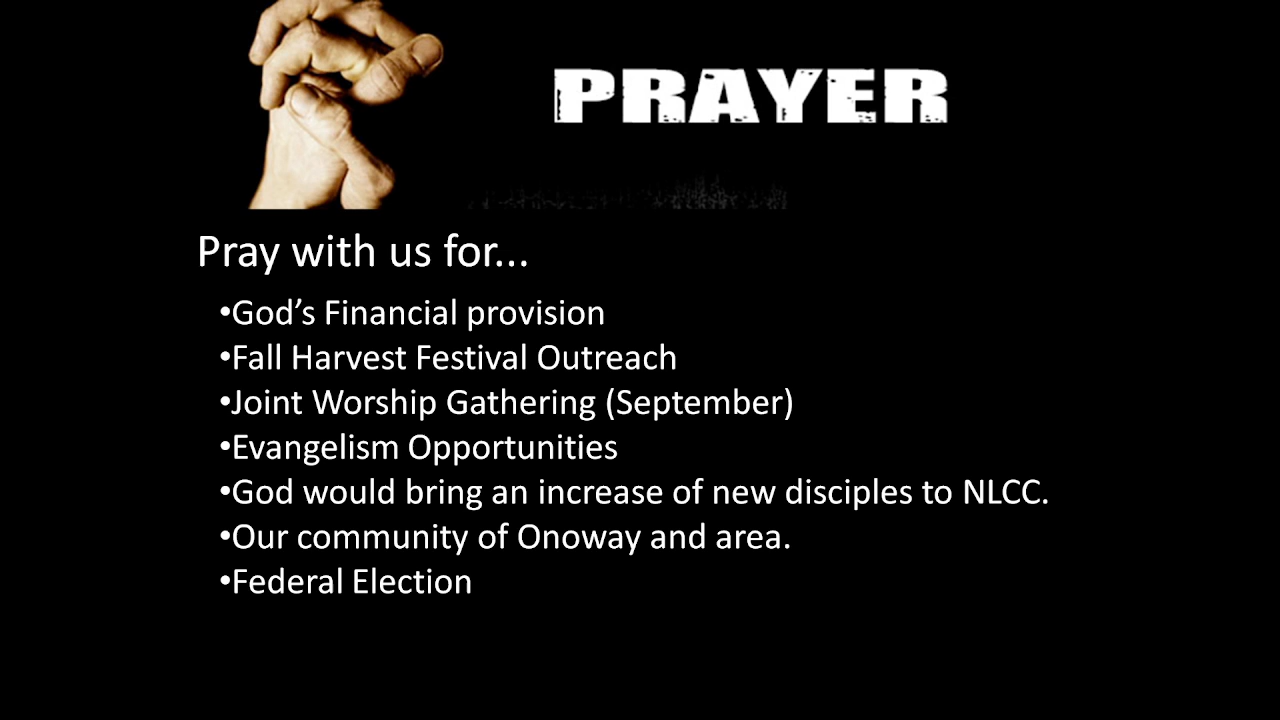 PRAYER
Pray with us for...
•God’s Financial provision
•Fall Harvest Festival Outreach
•Joint Worship Gathering (September)
•Evangelism Opportunities
•God would bring an increase of new disciples to NLCC.
•Our community of Onoway and area.
•Federal Election